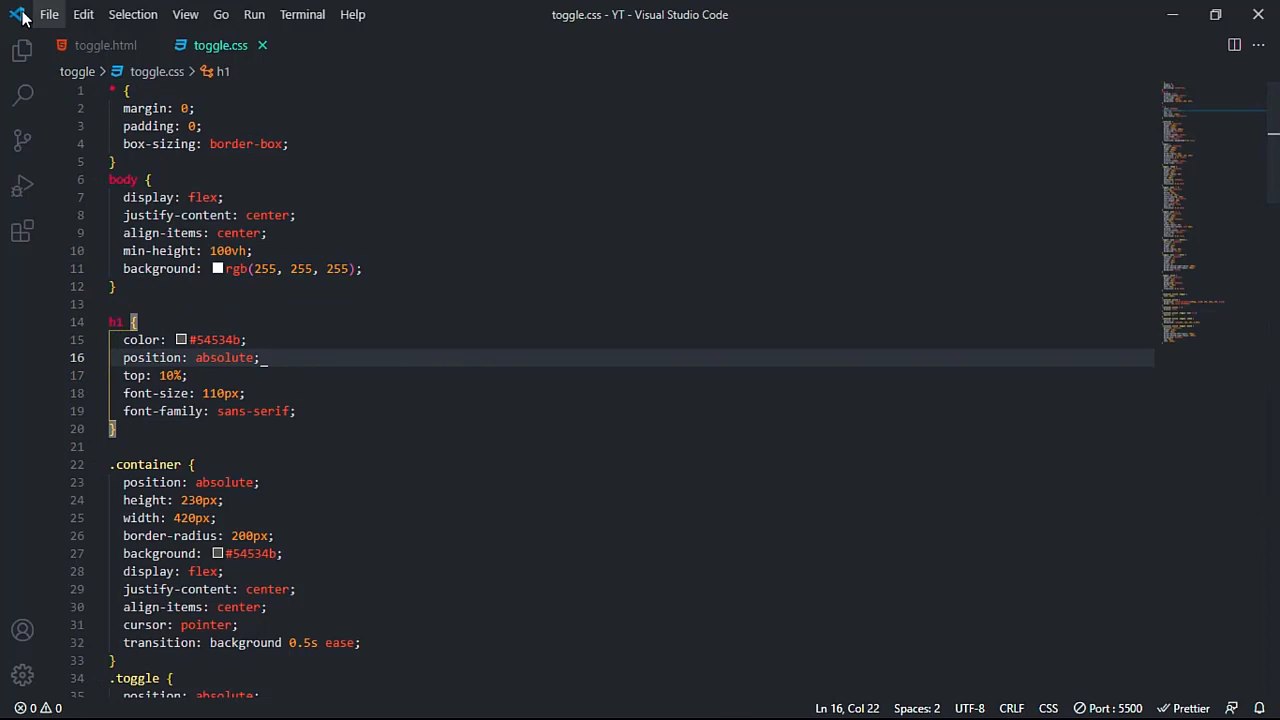 File Edit Selection View Go Run Terminal Help toggle.css - YT - Visual Studio Code
toggle.html toggle.css
toggle > toggle.css > h1
1 * {
2 margin: 0;
3 padding: 0;
4 box-sizing: border-box;
5 }
6 body {
7 display: flex;
8 justify-content: center;
9 align-items: center;
10 min-height: 100vh;
11 background: rgb(255, 255, 255);
12 }
13
14 h1 {
15 color: #54534b;
16 position: absolute;
17 top: 10%;
18 font-size: 110px;
19 font-family: sans-serif;
20 }
21
22 .container {
23 position: absolute;
24 height: 230px;
25 width: 420px;
26 border-radius: 200px;
27 background: #54534b;
28 display: flex;
29 justify-content: center;
30 align-items: center;
31 cursor: pointer;
32 transition: background 0.5s ease;
33 }
34 .toggle {
35 position: absolute;
0 0 Ln 16, Col 22 Spaces: 2 UTF-8 CRLF CSS Port : 5500 Prettier